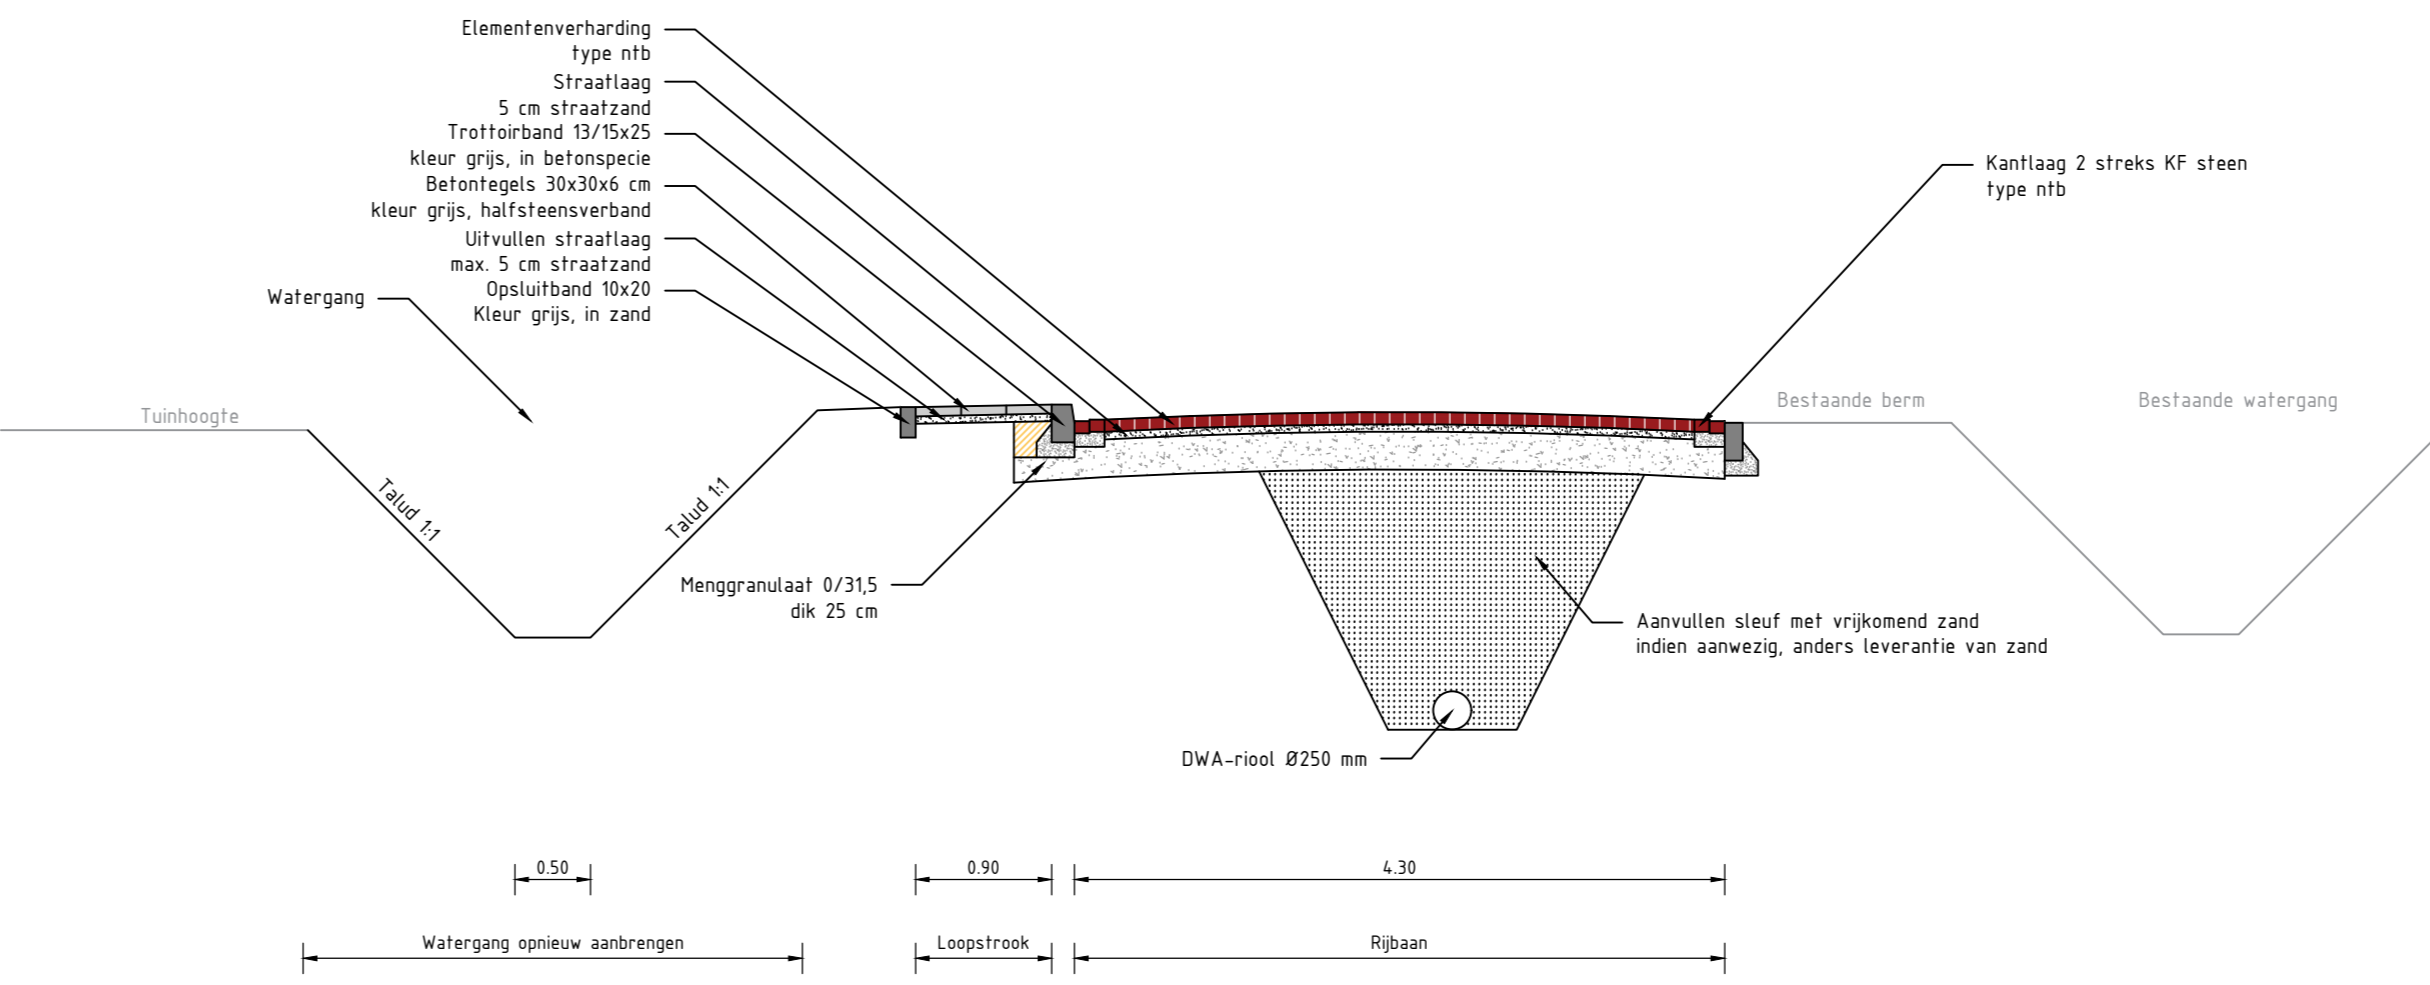 Elementenverharding
type ntb
Straatlaag
5 cm straatzand
Trottoirband 13/15x25
kleur grijs, in betonspecie
Betontegels 30x30x6 cm
kleur grijs, halfsteensverband
Uitvullen straatlaag
max. 5 cm straatzand
Opsluitband 10x20
Kleur grijs, in zand
Watergang
Kantlaag 2 streks KF steen
type ntb
Tuinhoogte
Bestaande berm
Bestaande watergang
Talud 1:1
Talud 1:1
Menggranulaat 0/31,5
dik 25 cm
Aanvullen sleuf met vrijkomend zand
indien aanwezig, anders leverantie van zand
DWA-riool Ø250 mm
0.50
0.90
4.30
Watergang opnieuw aanbrengen
Loopstrook
Rijbaan